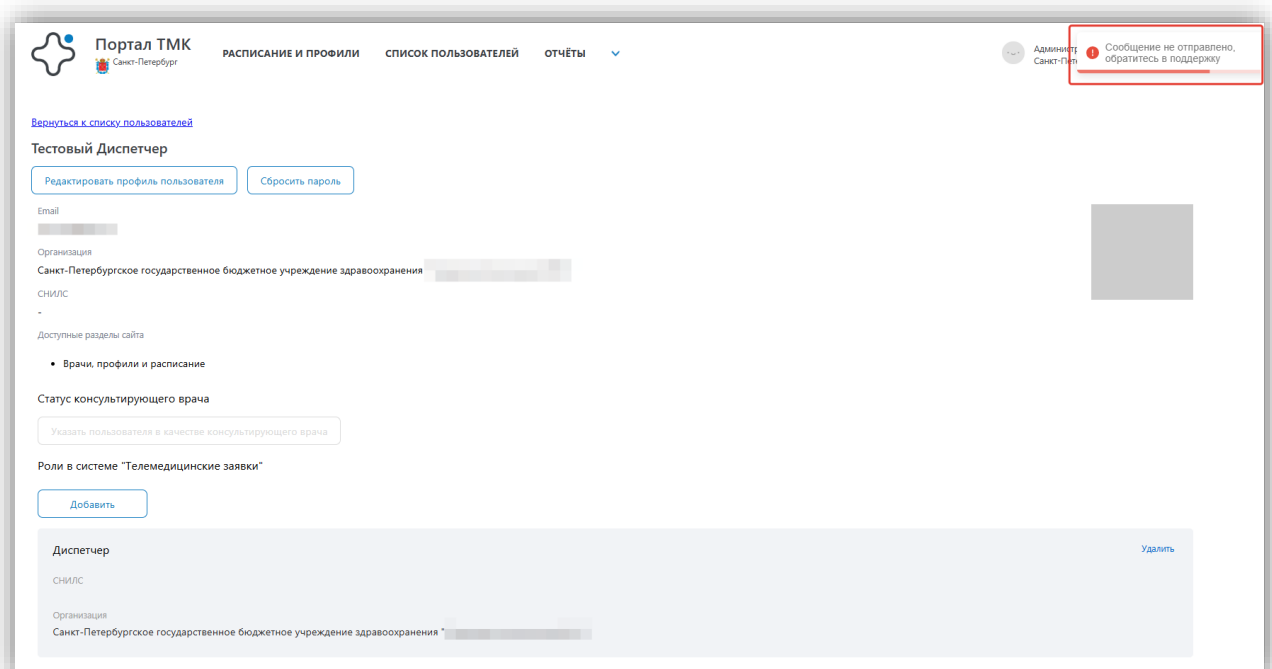 Портал ТМК
Санкт-Петербург
РАСПИСАНИЕ И ПРОФИЛИ
СПИСОК ПОЛЬЗОВАТЕЛЕЙ
ОТЧЁТЫ
Сообщение не отправлено,
обратитесь в поддержку
Вернуться к списку пользователей
Тестовый Диспетчер
Редактировать профиль пользователя
Сбросить пароль
Email
Организация
Санкт-Петербургское государственное бюджетное учреждение здравоохранения
СНИЛС
-
Доступные разделы сайта
• Врачи, профили и расписание
Статус консультирующего врача
Указать пользователя в качестве консультирующего врача
Роли в системе "Телемедицинские заявки"
Добавить
Диспетчер
Удалить
СНИЛС
Организация
Санкт-Петербургское государственное бюджетное учреждение здравоохранения "